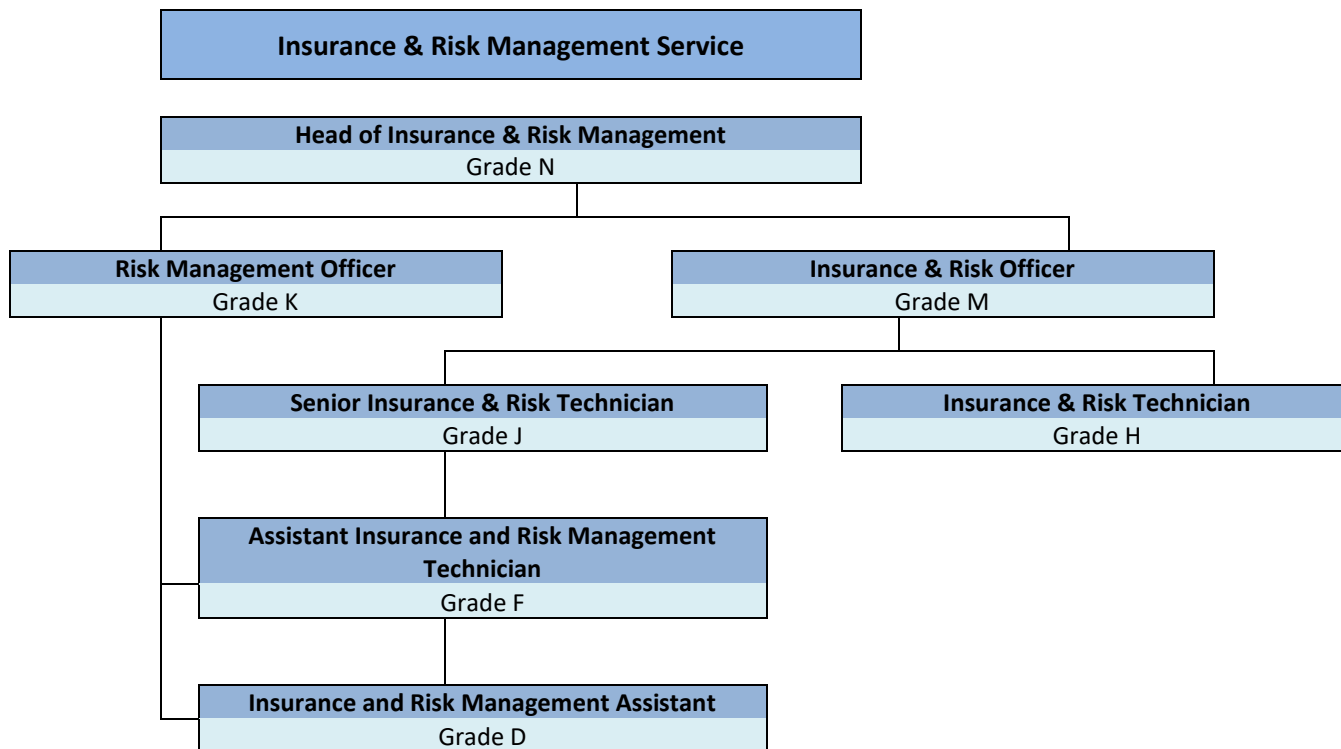 Insurance & Risk Management Service
Head of Insurance & Risk Management
Grade N
Risk Management Officer
Grade K
Insurance & Risk Officer
Grade M
Senior Insurance & Risk Technician
Grade J
Insurance & Risk Technician
Grade H
Assistant Insurance and Risk Management
Technician
Grade F
Insurance and Risk Management Assistant
Grade D